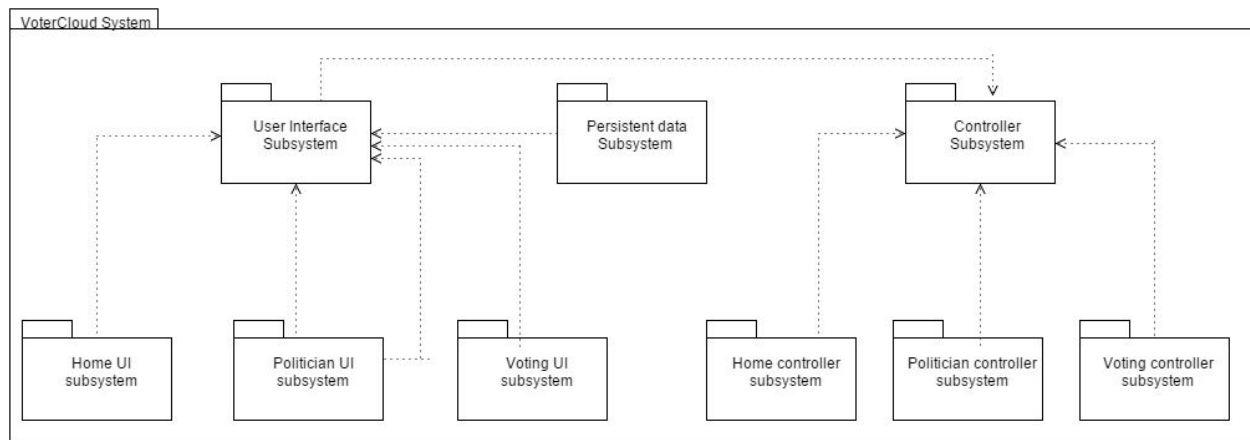 VoterCloud System
User Interface
Subsystem
Persistent data
Subsystem
Controller
Subsystem
Home UI
subsystem
Politician UI
subsystem
Voting UI
subsystem
Home controller
subsystem
Politician controller
subsystem
Voting controller
subsystem